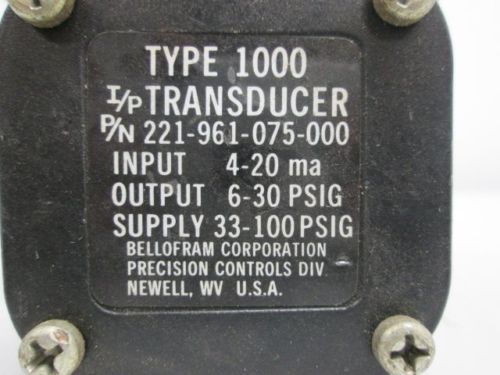 TYPE 1000
I/P TRANSDUCER
P/N 221-961-075-000
INPUT 4-20 ma
OUTPUT 6-30 PSIG
SUPPLY 33-100 PSIG
BELLOFRAM CORPORATION
PRECISION CONTROLS DIV
NEWELL, WV U.S.A.